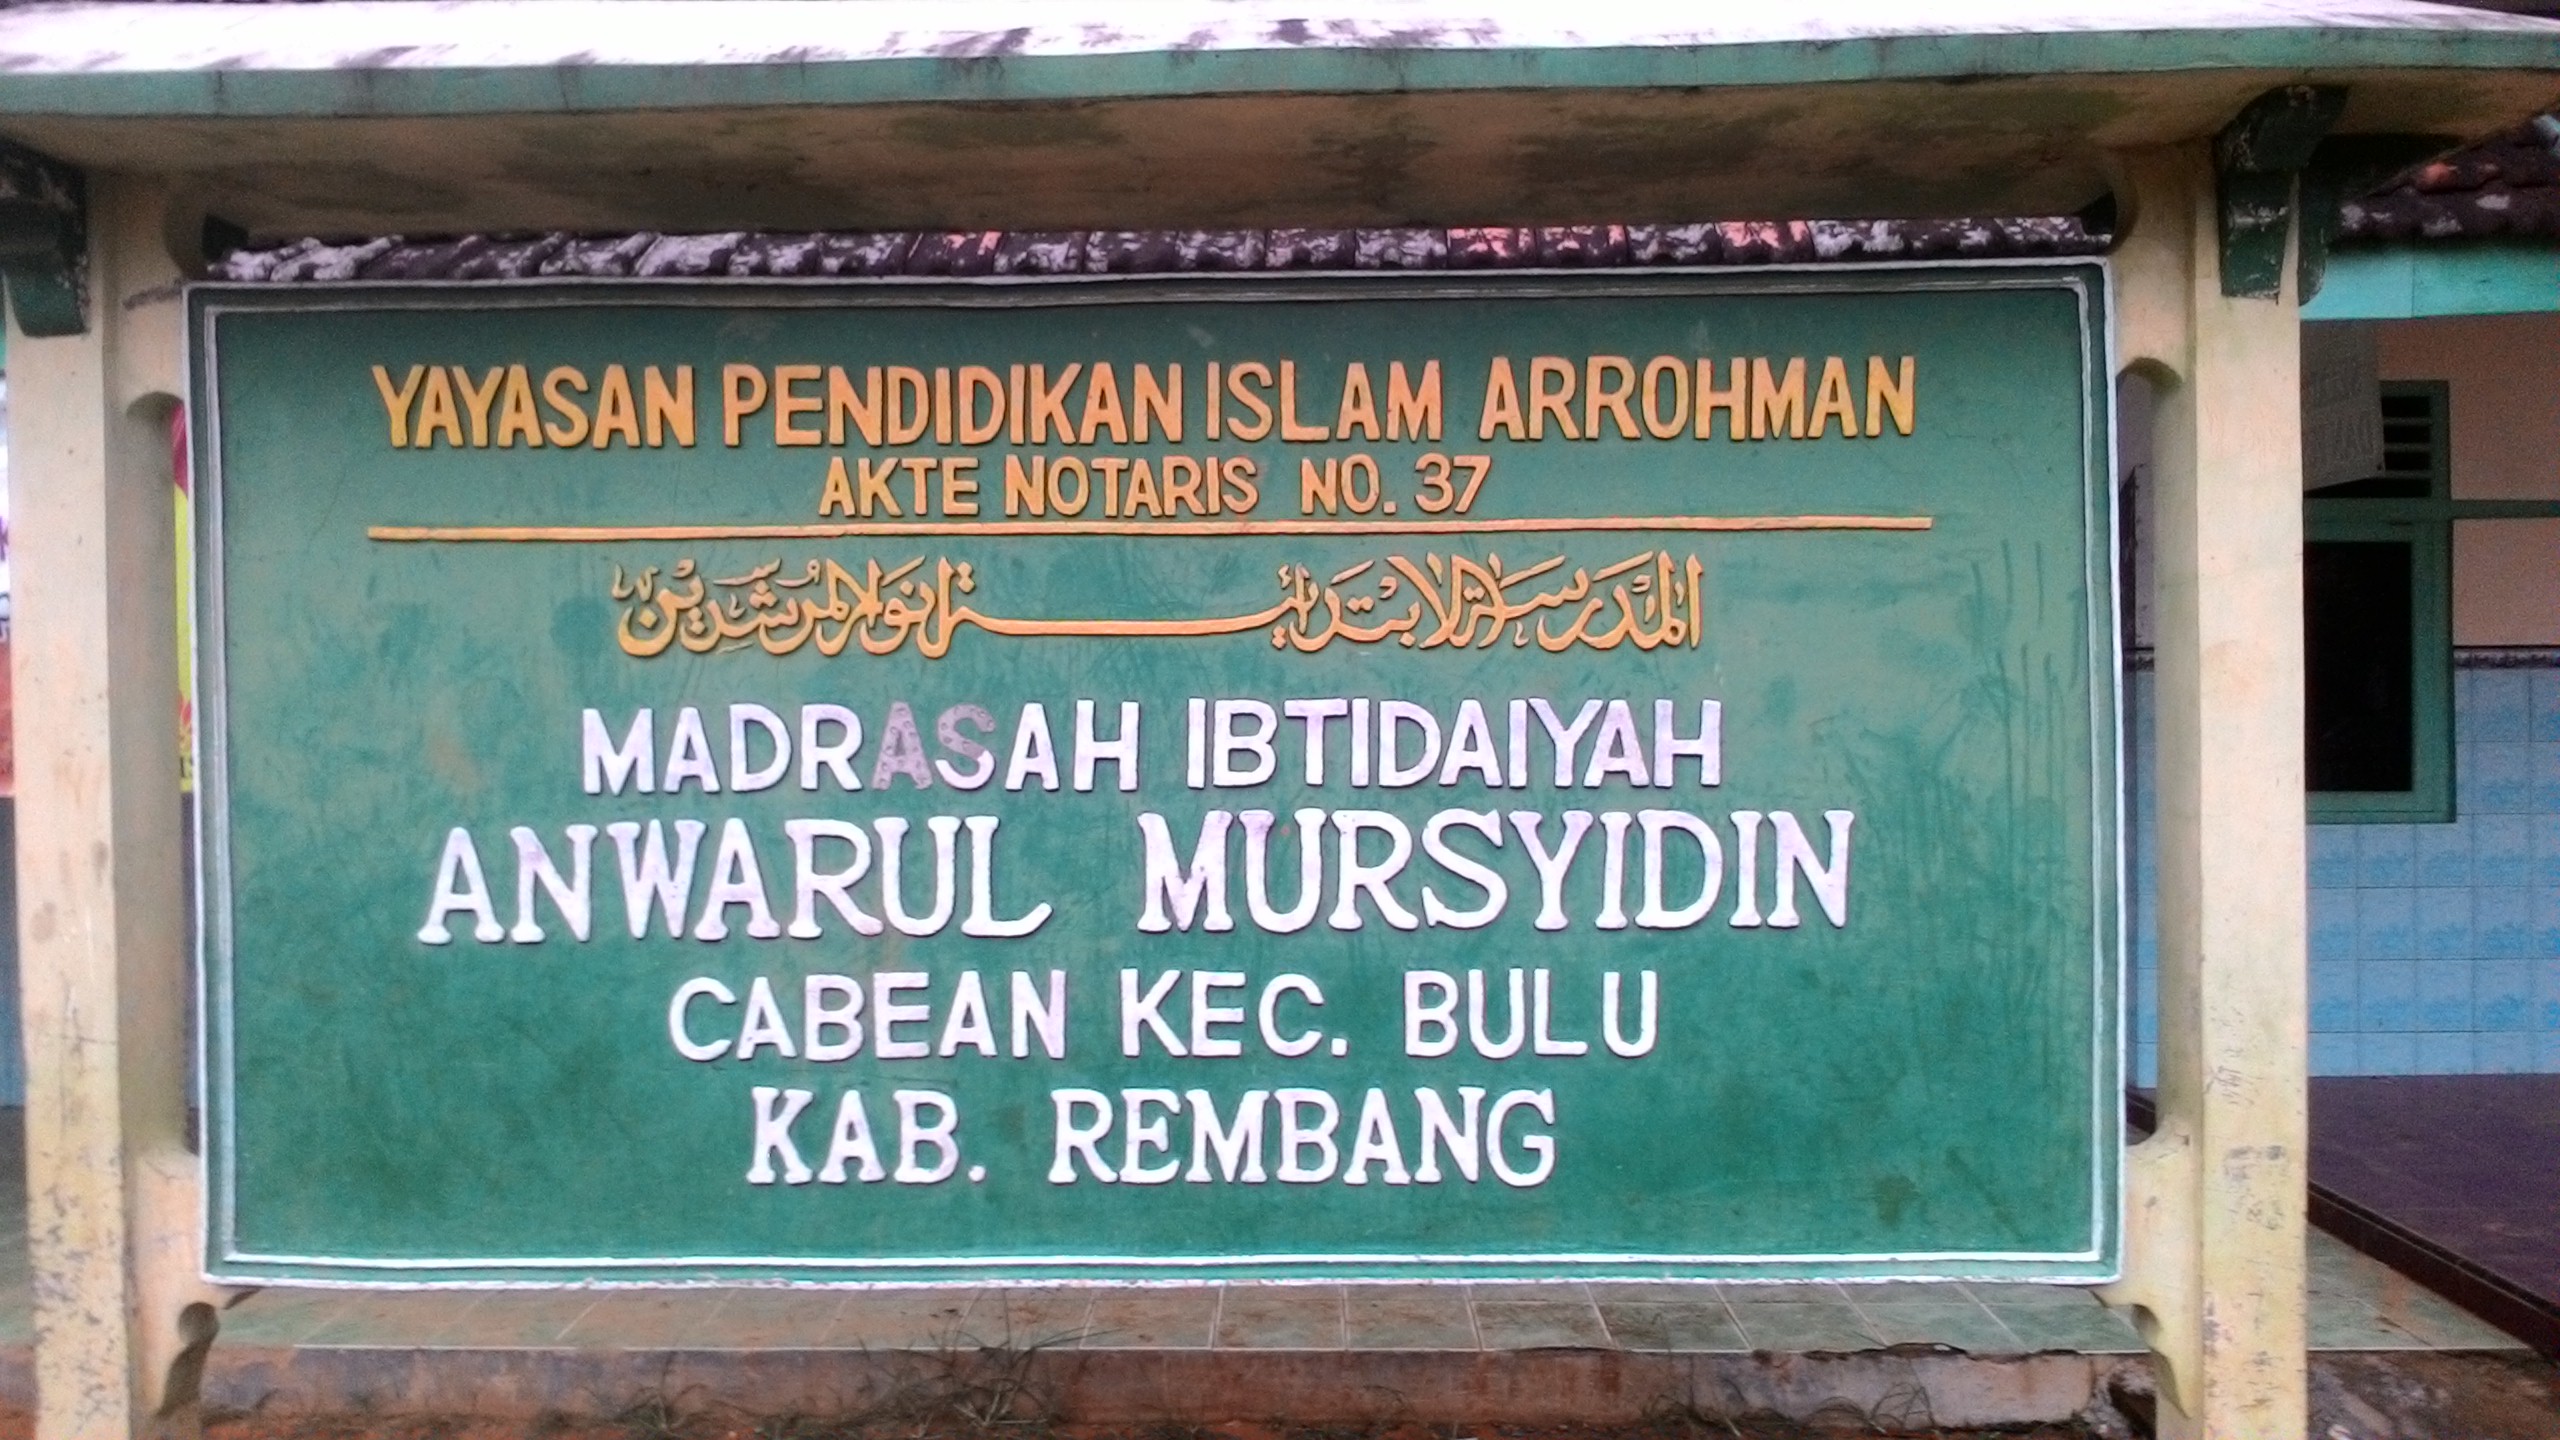 YAYASAN PENDIDIKAN ISLAM ARROHMAN
AKTE NOTARIS NO. 37
المدرسة الابتدائية انوار المرشدين
MADRASAH IBTIDAIYAH
ANWARUL MURSYIDIN
CABEAN KEC. BULU
KAB. REMBANG